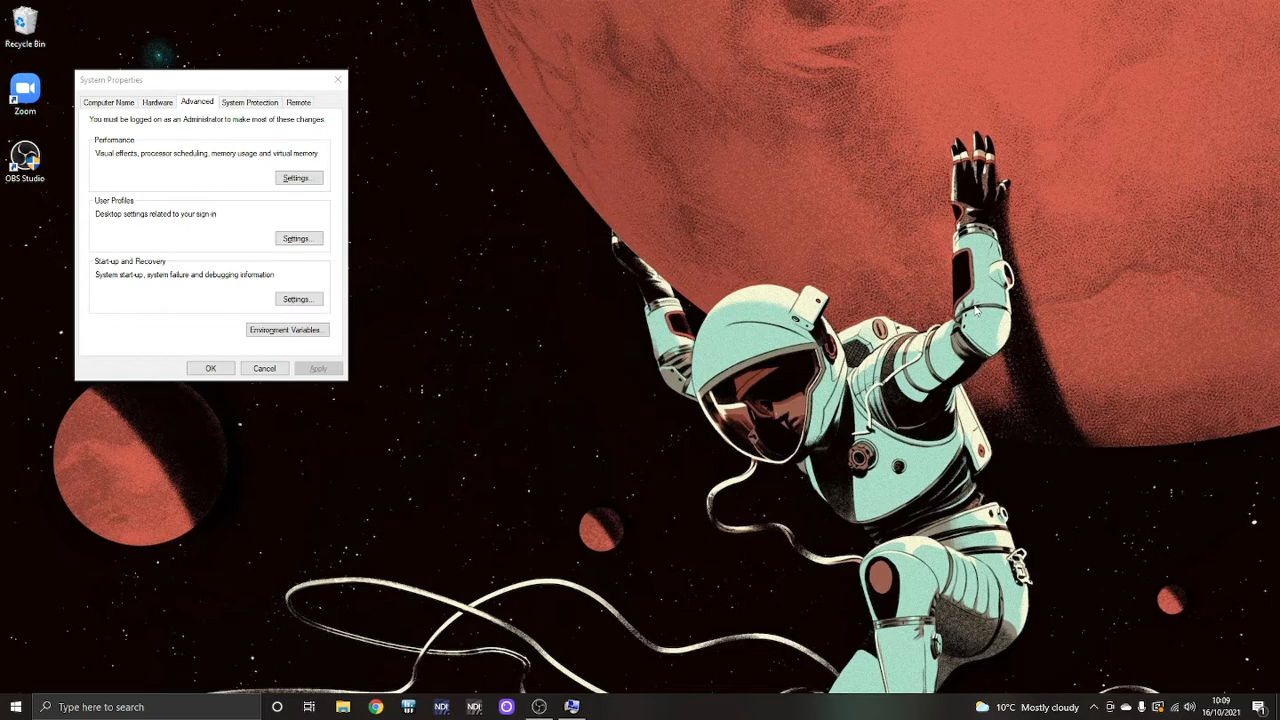 Recycle Bin
Zoom
OBS Studio
System Properties
Computer Name Hardware Advanced System Protection Remote
You must be logged on as an Administrator to make most of these changes.
Performance
Visual effects, processor scheduling, memory usage and virtual memory
Settings...
User Profiles
Desktop settings related to your sign-in
Settings...
Start-up and Recovery
System start-up, system failure and debugging information
Settings...
Environment Variables...
OK Cancel Apply
Type here to search
NDI NDI
10°C Mostly cloudy
10:09
16/10/2021
1